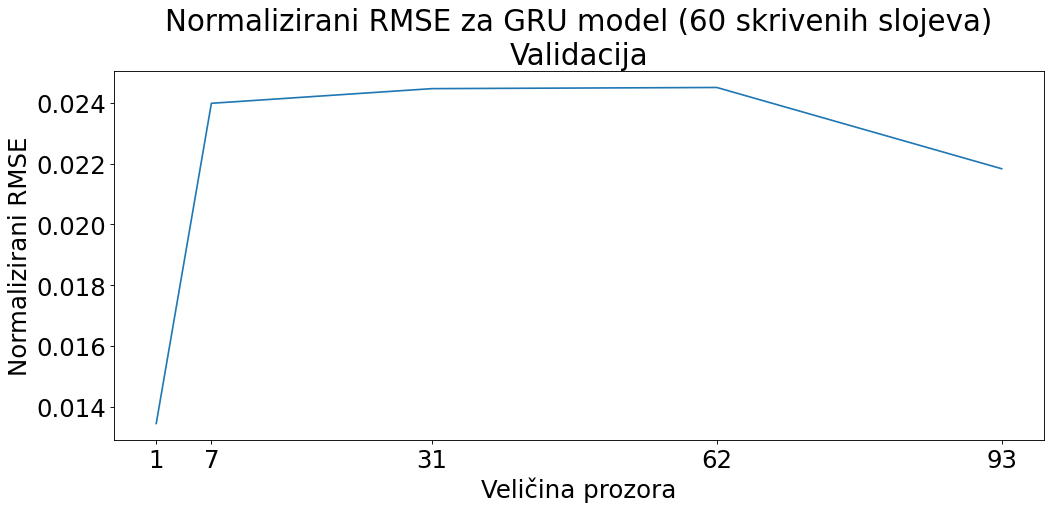 Normalizirani RMSE za GRU model (60 skrivenih slojeva)
Validacija
Normalizirani RMSE
0.024
0.022
0.020
0.018
0.016
0.014
1 7 31 62 93
Veličina prozora